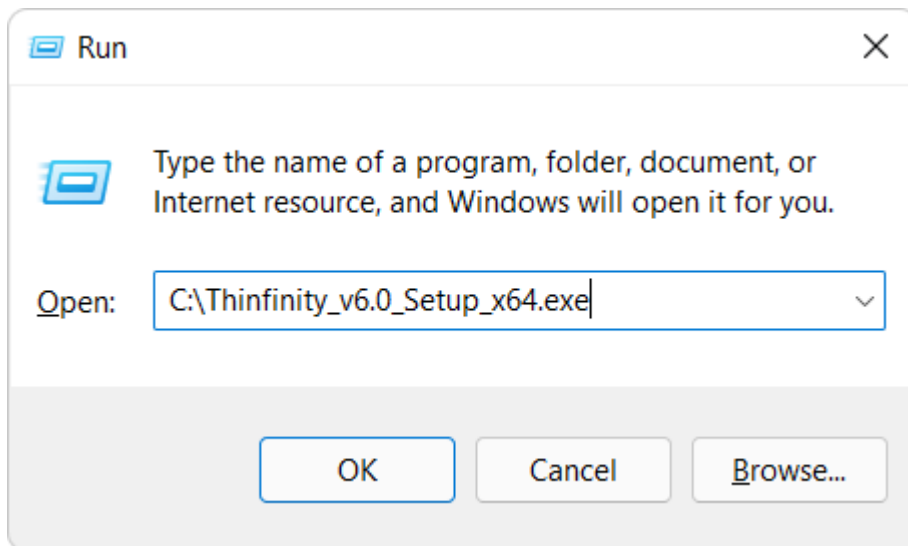 Run
Type the name of a program, folder, document, or
Internet resource, and Windows will open it for you.
Open: C:\Thinfinity_v6.0_Setup_x64.exe
OK Cancel Browse...